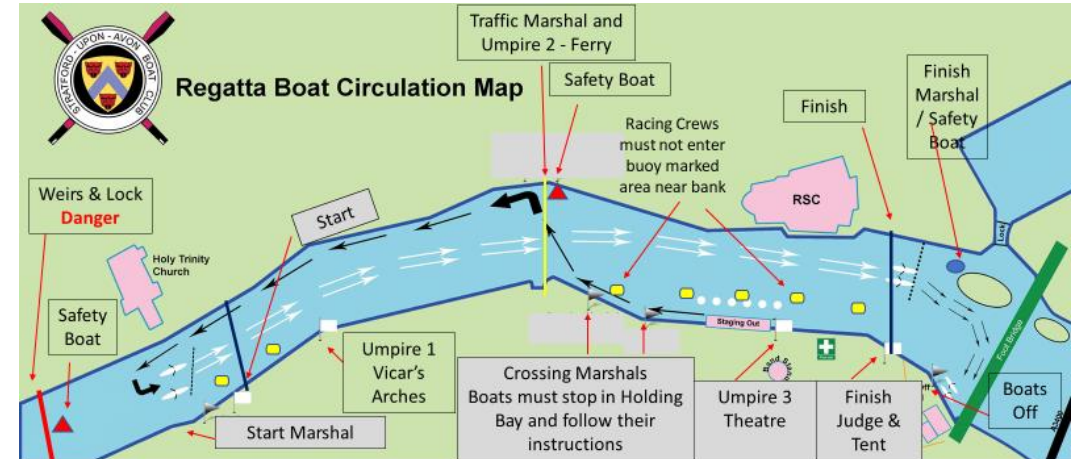 STRATFORD - UPON - AVON BOAT CLUB
Regatta Boat Circulation Map
Traffic Marshal and
Umpire 2 - Ferry
Safety Boat
Racing Crews
must not enter
buoy marked
area near bank
Finish
Finish
Marshal
/ Safety
Boat
RSC
Lock
Weirs & Lock
Danger
Start
Holy Trinity
Church
Safety
Boat
Staging Out
Foot Bridge
Umpire 1
Vicar's
Arches
Crossing Marshals
Boats must stop in Holding
Bay and follow their
instructions
Band Stand
Umpire 3
Theatre
Finish
Judge &
Tent
Boats
Off
Start Marshal